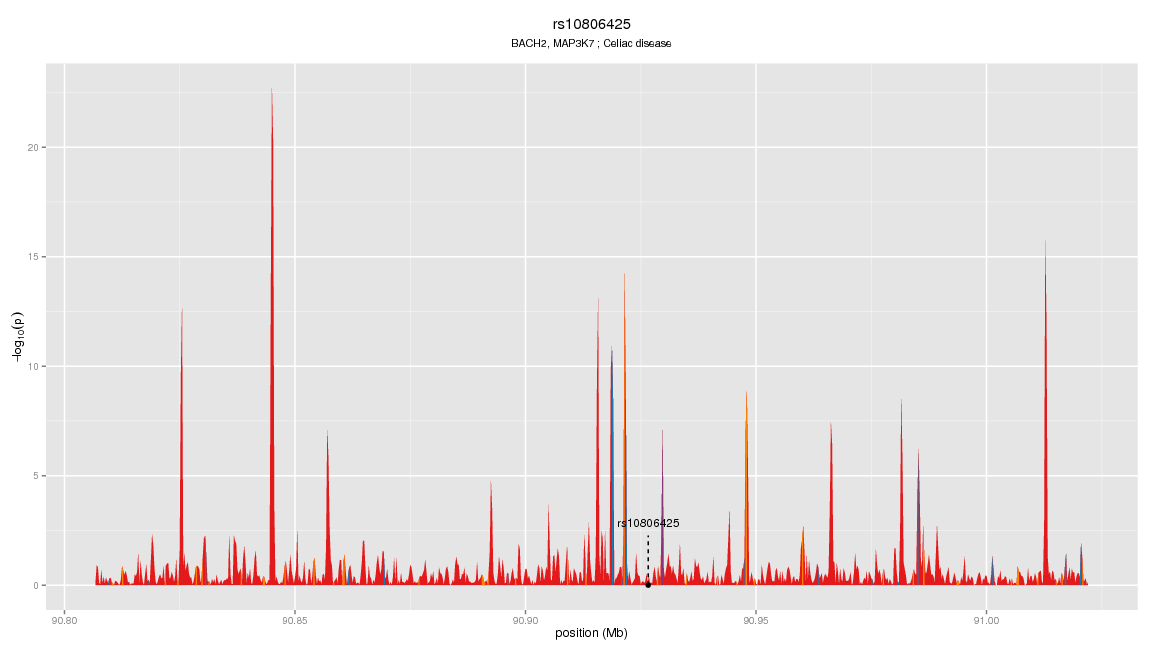 rs10806425
BACH2, MAP3K7 ; Celiac disease
−log10(p)
20
15
10
5
0
rs10806425
90.80 90.85 90.90 90.95 91.00
position (Mb)